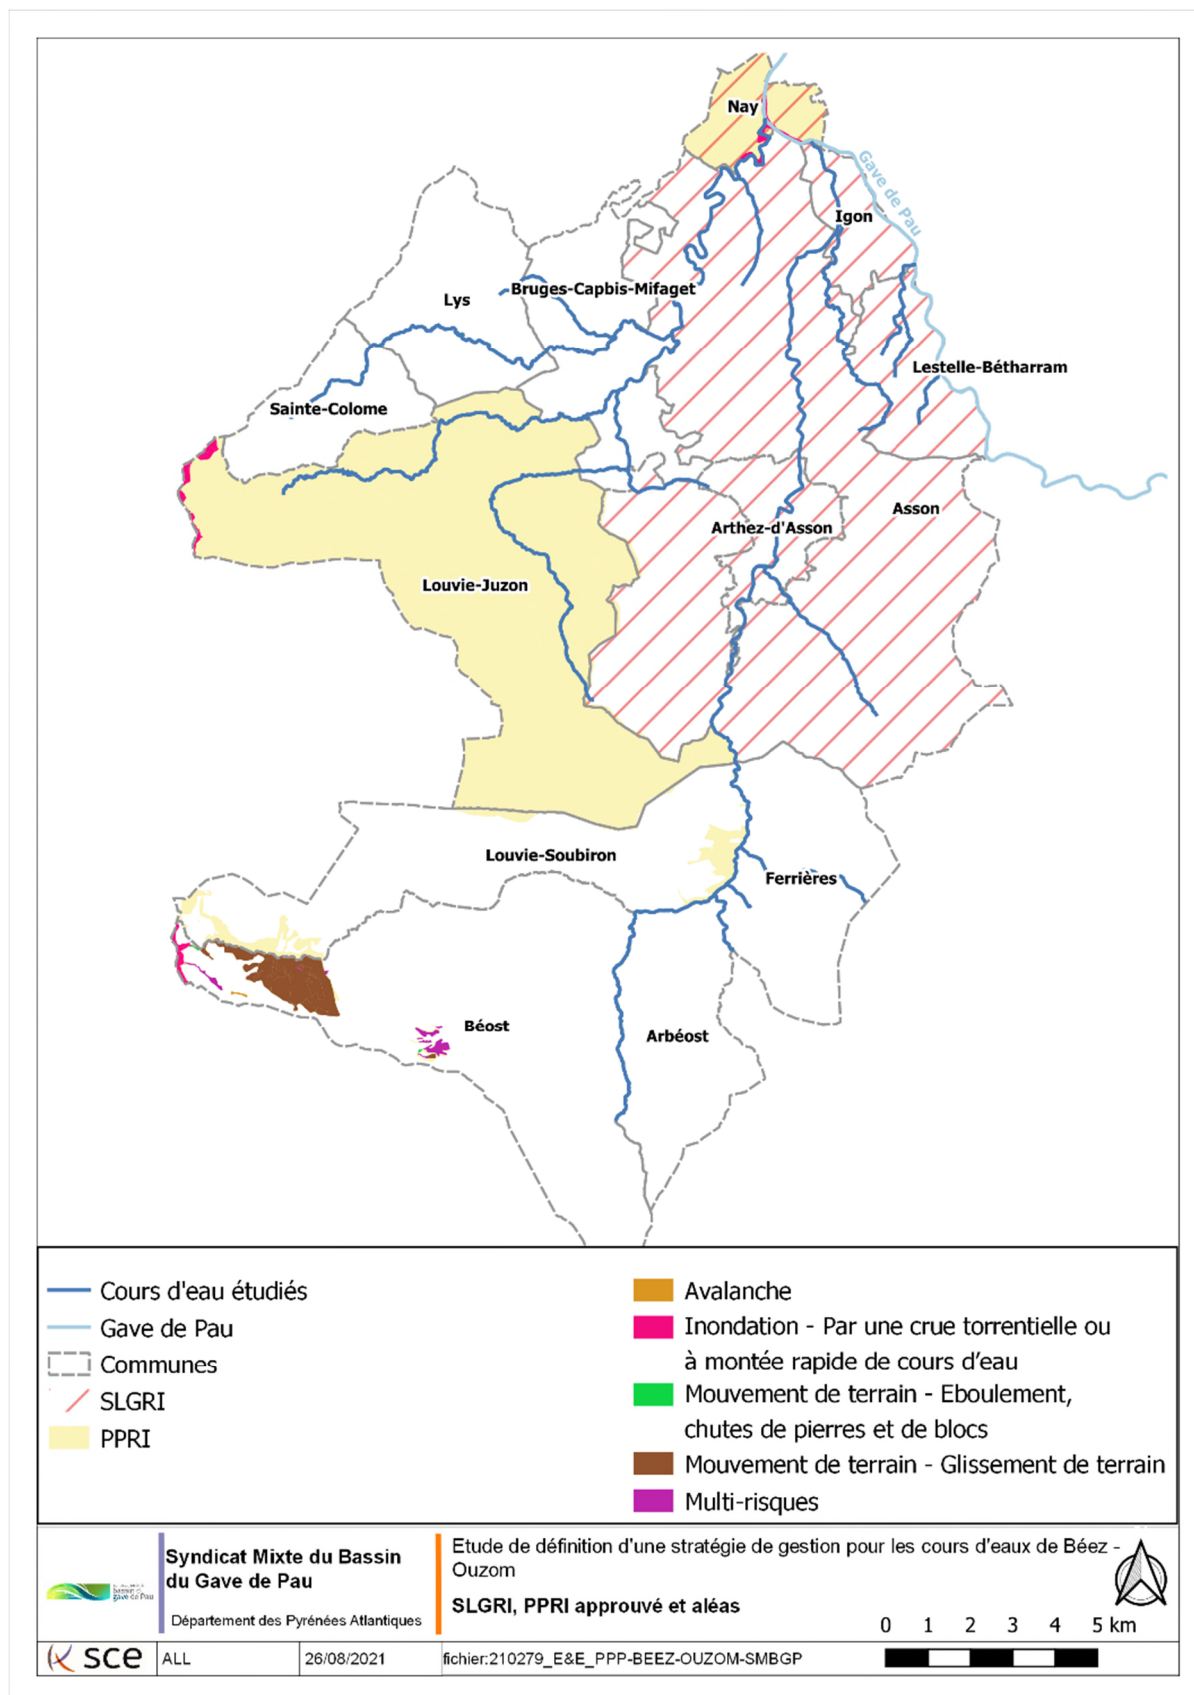 Nay
Gave de Pau
Igon
Bruges-Capbis-Mifaget
Lys
Lestelle-Bétharram
Sainte-Colome
Asson
Arthez-d'Asson
Louvie-Juzon
Louvie-Soubiron
Ferrières
Béost
Arbéost
Cours d'eau étudiés
Gave de Pau
Communes
SLGRI
PPRI
Avalanche
Inondation - Par une crue torrentielle ou
à montée rapide de cours d’eau
Mouvement de terrain - Eboulement,
chutes de pierres et de blocs
Mouvement de terrain - Glissement de terrain
Multi-risques
Syndicat Mixte du Bassin
du Gave de Pau
Département des Pyrénées Atlantiques
Etude de définition d'une stratégie de gestion pour les cours d'eaux de Béez -
Ouzom
SLGRI, PPRI approuvé et aléas
0 1 2 3 4 5 km
sce
ALL
26/08/2021
fichier:210279_E&E_PPP-BEEZ-OUZOM-SMBGP